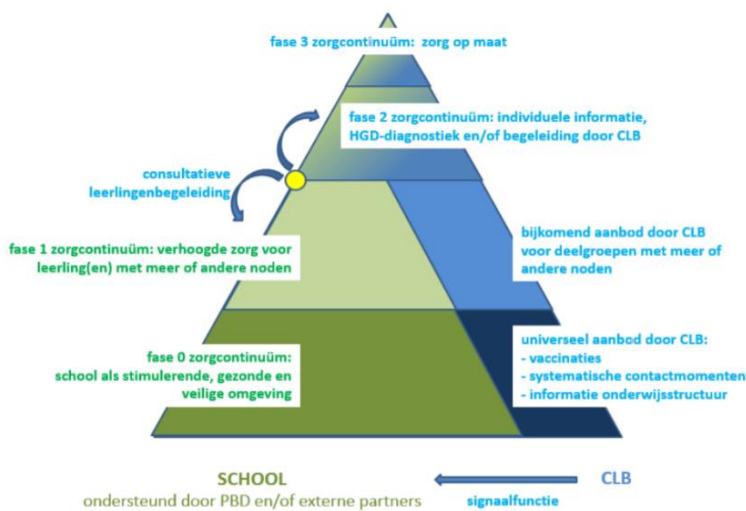 fase 3 zorgcontinuüm: zorg op maat
fase 2 zorgcontinuüm: individuele informatie,
HGD-diagnostiek en/of begeleiding door CLB
consultatieve
leerlingenbegeleiding
fase 1 zorgcontinuüm: verhoogde zorg voor
leerling(en) met meer of andere noden
bijkomend aanbod door CLB
voor deelgroepen met meer of
andere noden
fase 0 zorgcontinuüm:
school als stimulerende, gezonde en
veilige omgeving
universeel aanbod door CLB:
- vaccinaties
- systematische contactmomenten
- informatie onderwijsstructuur
SCHOOL
ondersteund door PBD en/of externe partners
signaalfunctie
CLB